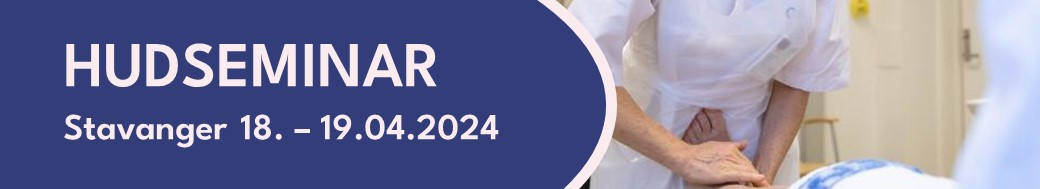 HUDSEMINAR
Stavanger 18. – 19.04.2024